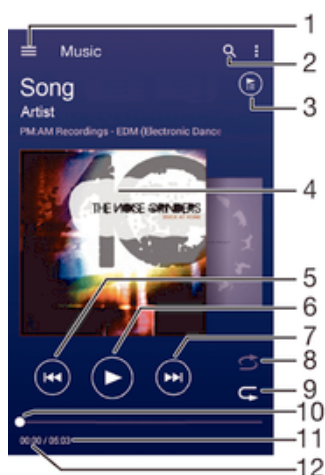 1
Music
2
Song
3
Artist
PM:AM Recordings - EDM (Electronic Dance
4
10
THE NOISE GRINDERS
5
6
7
8
9
10
00:00 / 05:03
11
12